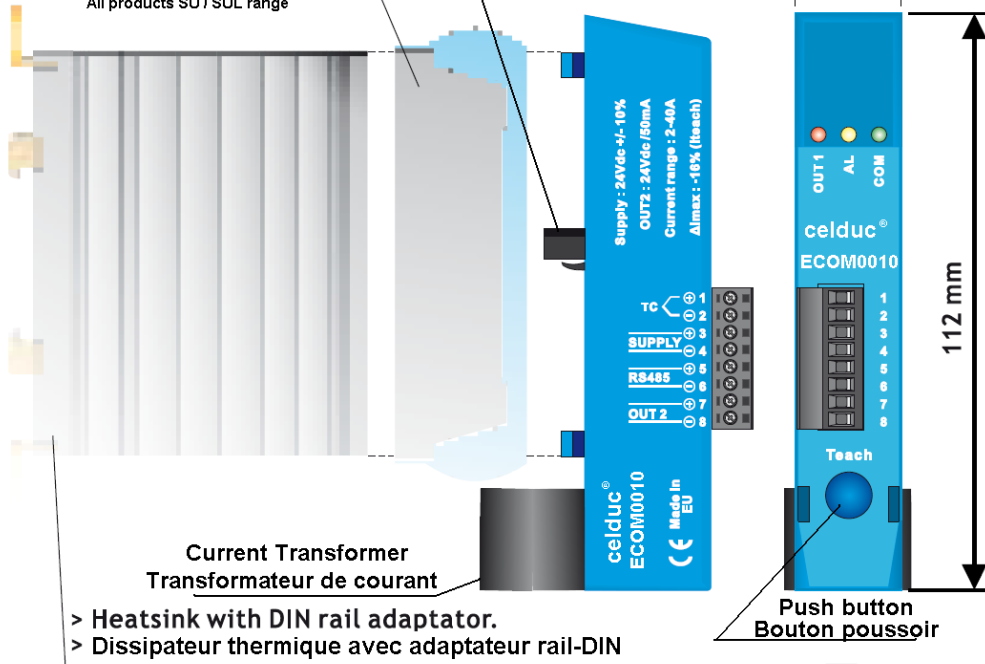 All products SU / SUL range
Supply : 24Vdc +/- 10%
OUT2 : 24Vdc /50mA
Current range : 2-40A
ΔImax : -16% (Iteach)
TC
⊕ 1
⊖ 2
SUPPLY
⊕ 3
⊖ 4
RS485
⊕ 5
⊖ 6
OUT 2
⊕ 7
⊖ 8
celduc®
ECOM0010
CE
Made in
EU
OUT1
AL
COM
celduc®
ECOM0010
1
2
3
4
5
6
7
8
Teach
112 mm
Current Transformer
Transformateur de courant
> Heatsink with DIN rail adaptator.
> Dissipateur thermique avec adaptateur rail-DIN
Push button
Bouton poussoir